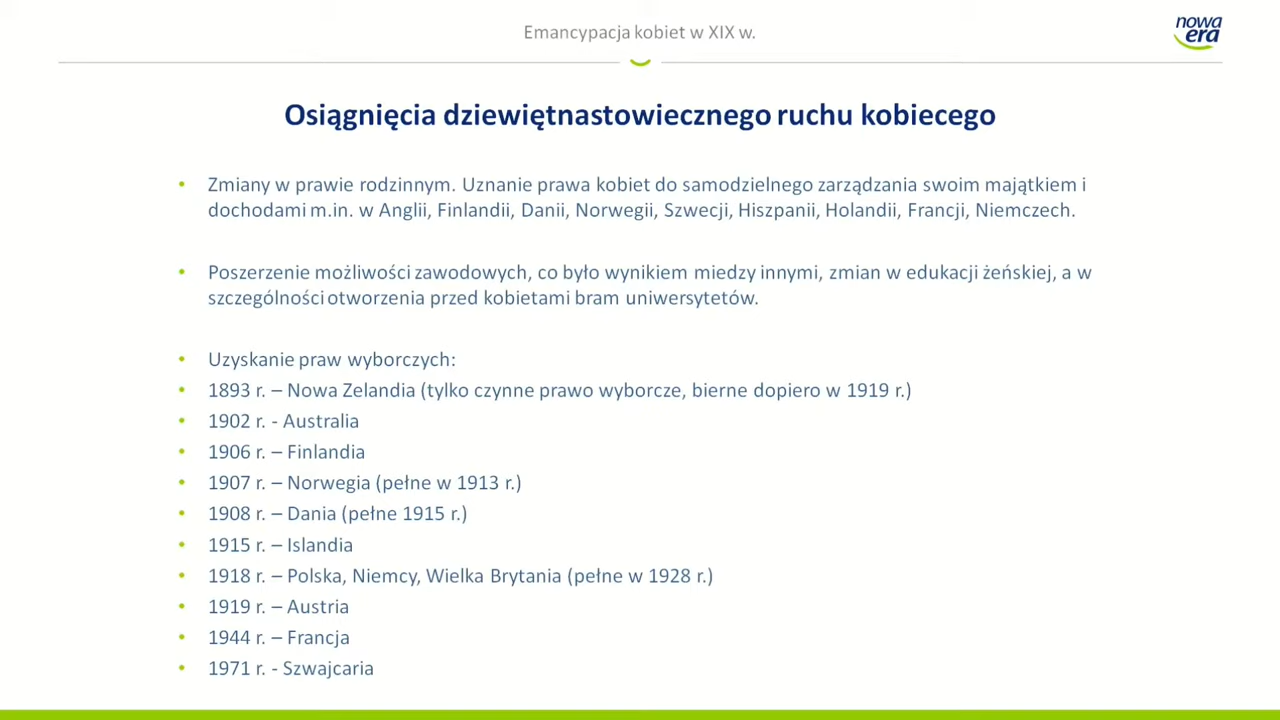 Emancypacja kobiet w XIX w.
nowa
era
Osiągnięcia dziewiętnastowiecznego ruchu kobiecego
• Zmiany w prawie rodzinnym. Uznanie prawa kobiet do samodzielnego zarządzania swoim majątkiem i
dochodami m.in. w Anglii, Finlandii, Danii, Norwegii, Szwecji, Hiszpanii, Holandii, Francji, Niemczech.
• Poszerzenie możliwości zawodowych, co było wynikiem miedzy innymi, zmian w edukacji żeńskiej, a w
szczególności otworzenia przed kobietami bram uniwersytetów.
• Uzyskanie praw wyborczych:
• 1893 r. – Nowa Zelandia (tylko czynne prawo wyborcze, bierne dopiero w 1919 r.)
• 1902 r. - Australia
• 1906 r. – Finlandia
• 1907 r. – Norwegia (pełne w 1913 r.)
• 1908 r. – Dania (pełne 1915 r.)
• 1915 r. – Islandia
• 1918 r. – Polska, Niemcy, Wielka Brytania (pełne w 1928 r.)
• 1919 r. – Austria
• 1944 r. – Francja
• 1971 r. - Szwajcaria